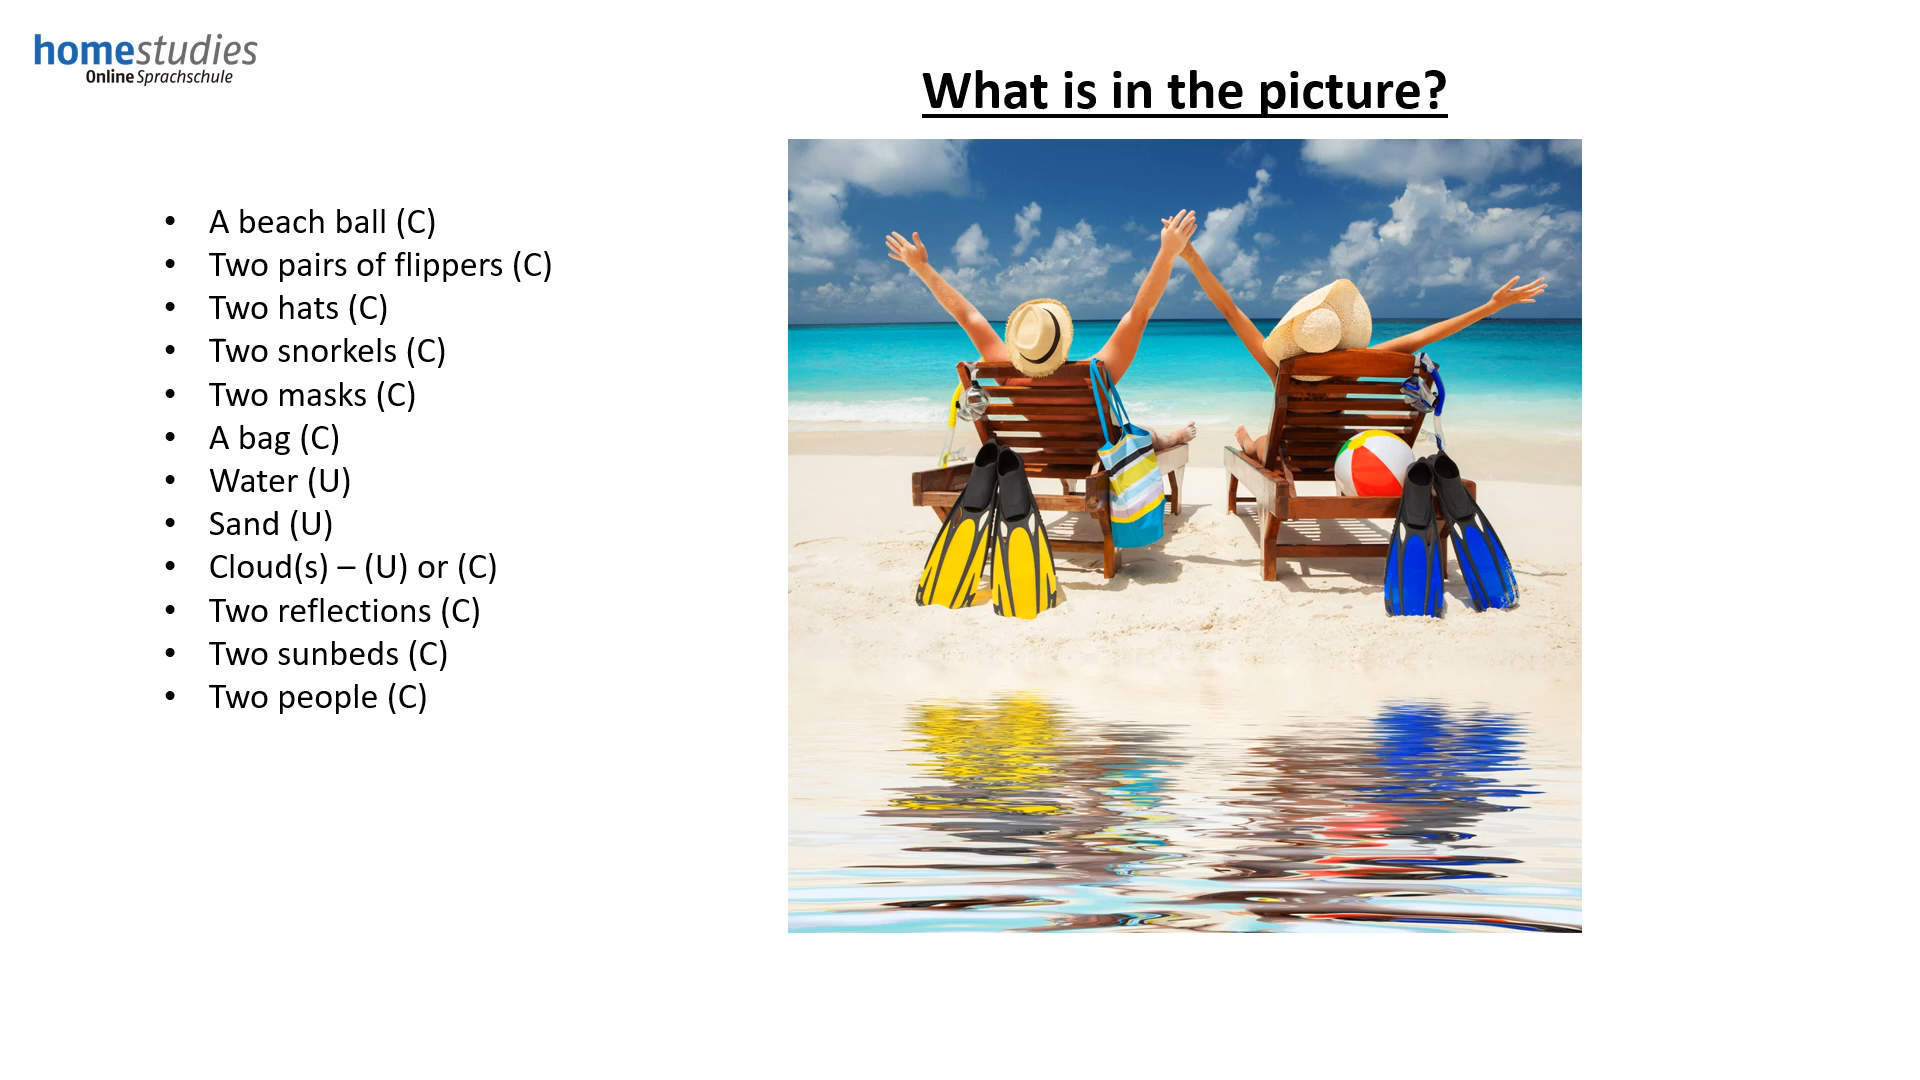 homestudies
Online Sprachschule
What is in the picture?
• A beach ball (C)
• Two pairs of flippers (C)
• Two hats (C)
• Two snorkels (C)
• Two masks (C)
• A bag (C)
• Water (U)
• Sand (U)
• Cloud(s) – (U) or (C)
• Two reflections (C)
• Two sunbeds (C)
• Two people (C)